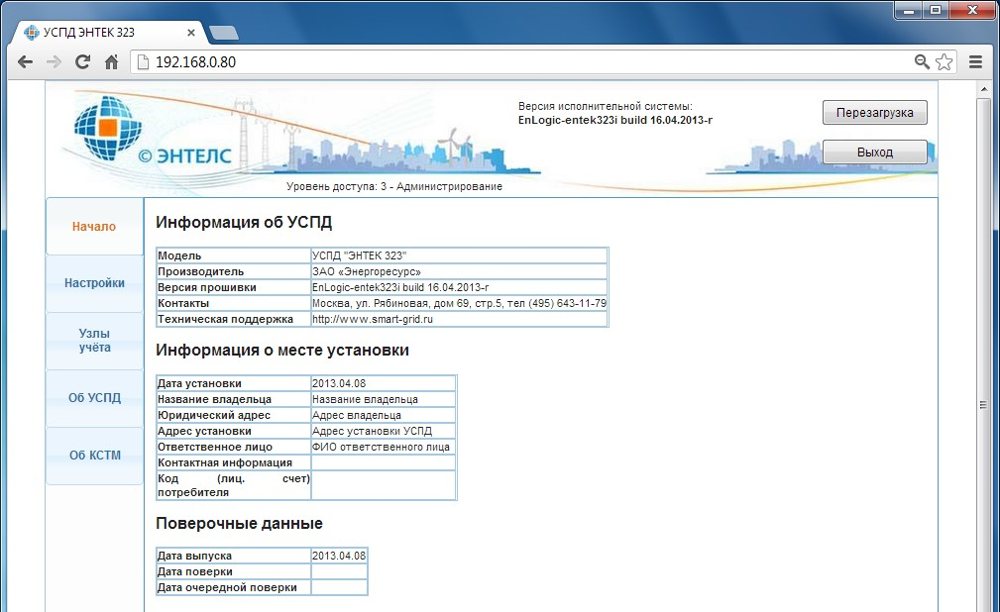 УСПД ЭНТЕК 323
192.168.0.80
© ЭНТЕЛС
Версия исполнительной системы:
EnLogic-entek323i build 16.04.2013-r
Перезагрузка
Выход
Уровень доступа: 3 - Администрирование
Начало
Настройки
Узлы
учёта
Об УСПД
Об КСТМ
Информация об УСПД
Модель УСПД "ЭНТЕК 323"
Производитель ЗАО «Энергоресурс»
Версия прошивки EnLogic-entek323i build 16.04.2013-r
Контакты Москва, ул. Рябиновая, дом 69, стр.5, тел (495) 643-11-79
Техническая поддержка http://www.smart-grid.ru
Информация о месте установки
Дата установки 2013.04.08
Название владельца Название владельца
Юридический адрес Адрес владельца
Адрес установки Адрес установки УСПД
Ответственное лицо ФИО ответственного лица
Контактная информация
Код (лиц. счет)
потребителя
Поверочные данные
Дата выпуска 2013.04.08
Дата поверки
Дата очередной поверки